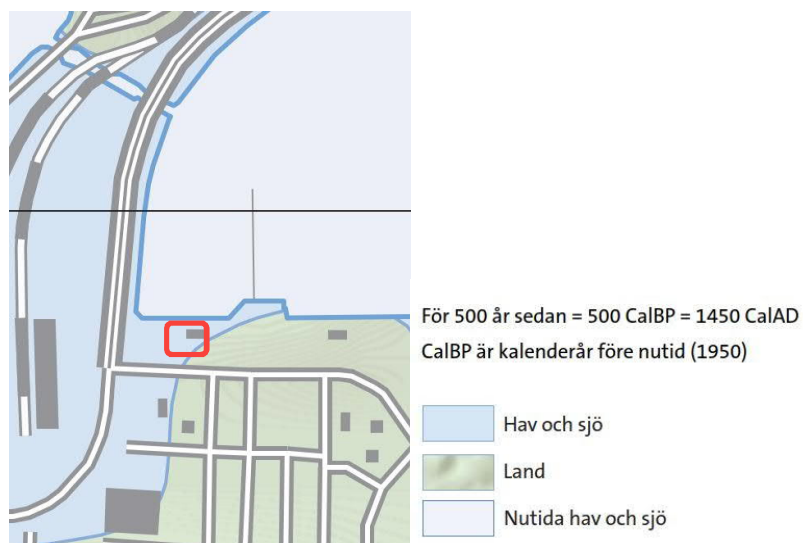 För 500 år sedan = 500 CalBP = 1450 CalAD
CalBP är kalenderår före nutid (1950)
Hav och sjö
Land
Nutida hav och sjö